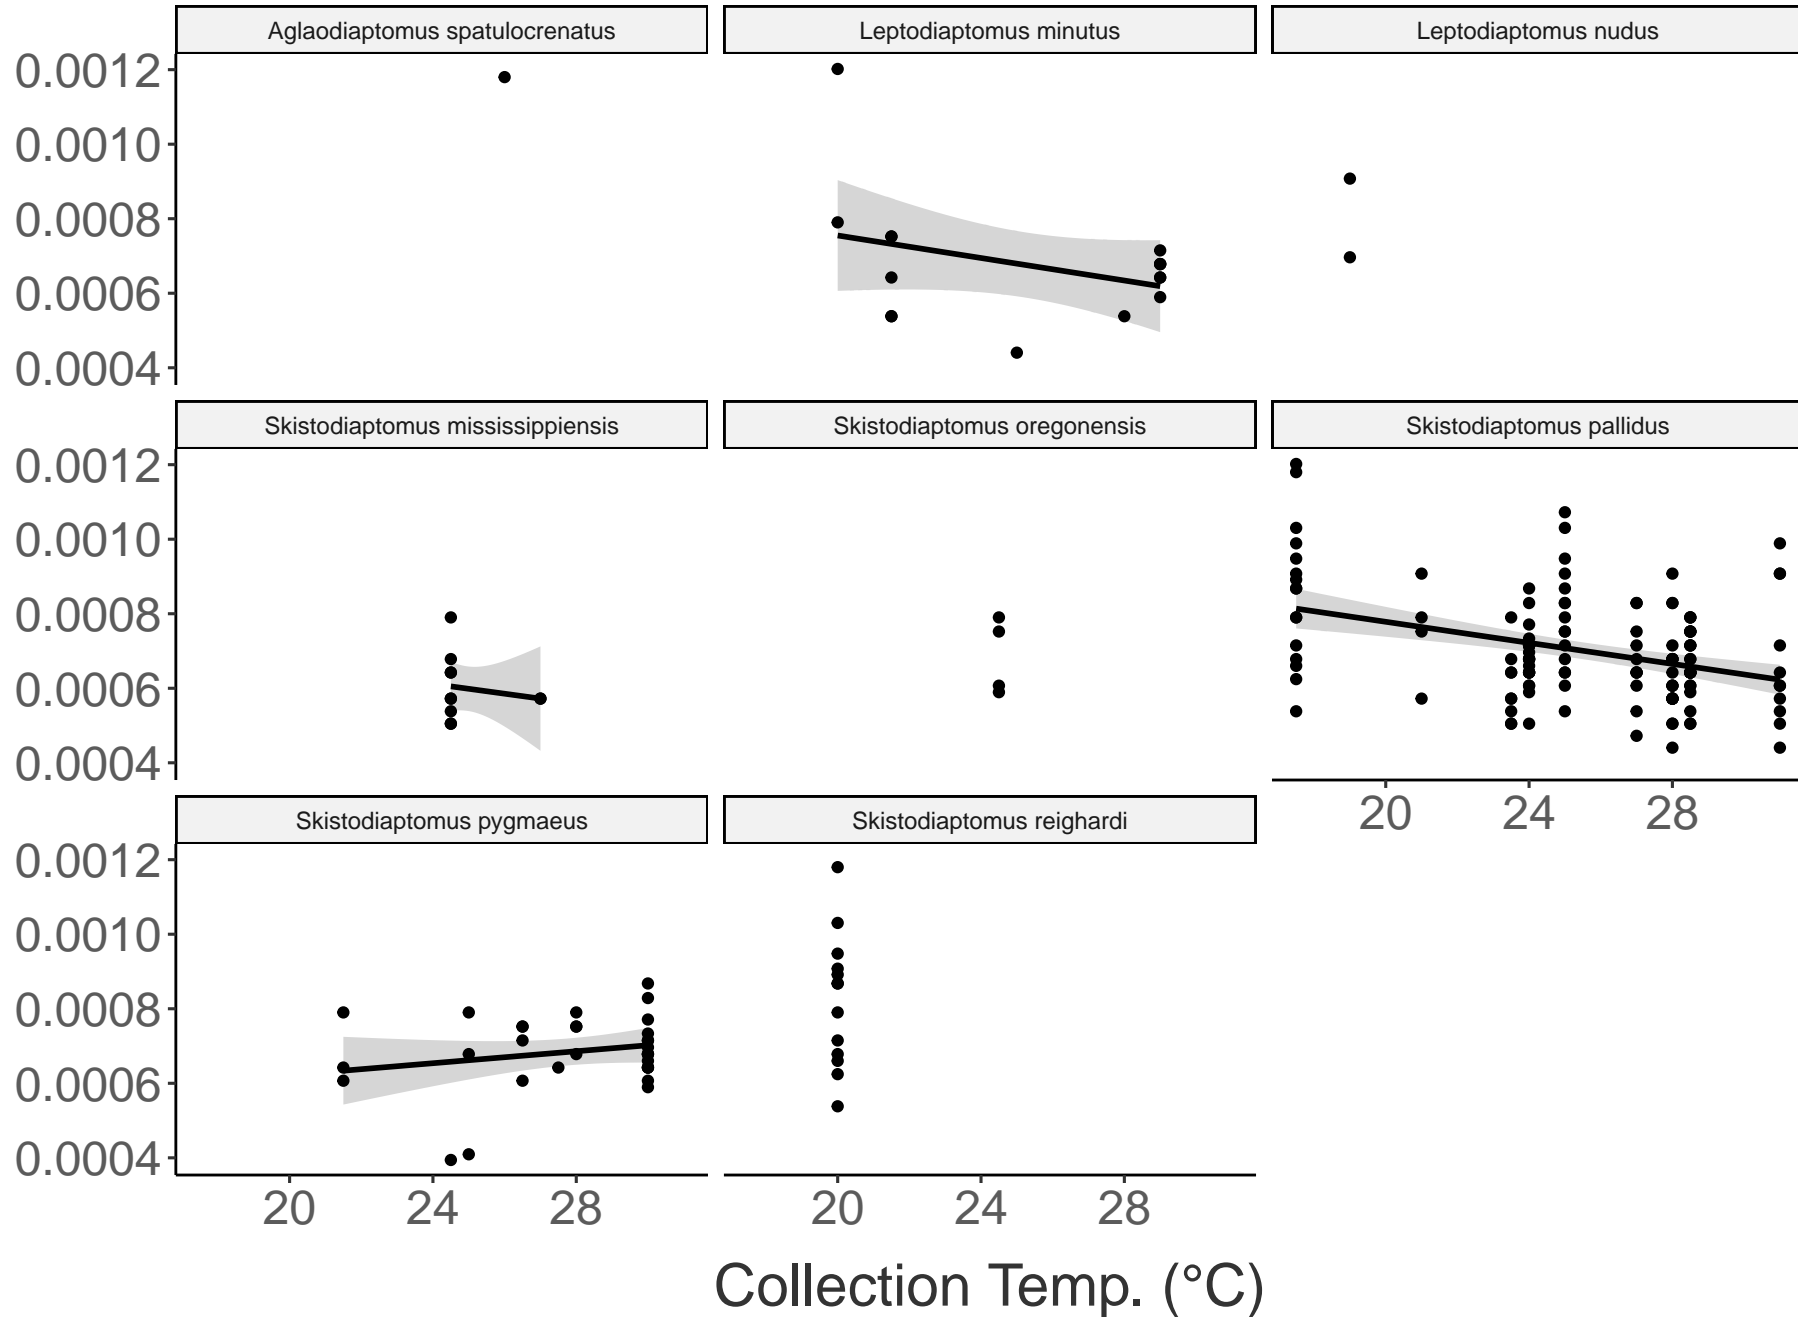 Aglaodiaptomus spatulocrenatus
Leptodiaptomus minutus
Leptodiaptomus nudus
0.0012
0.0010
0.0008
0.0006
0.0004
Skistodiaptomus mississippiensis
Skistodiaptomus oregonensis
Skistodiaptomus pallidus
0.0012
0.0010
0.0008
0.0006
0.0004
20 24 28
Skistodiaptomus pygmaeus
Skistodiaptomus reighardi
0.0012
0.0010
0.0008
0.0006
0.0004
20 24 28
20 24 28
Collection Temp. (°C)